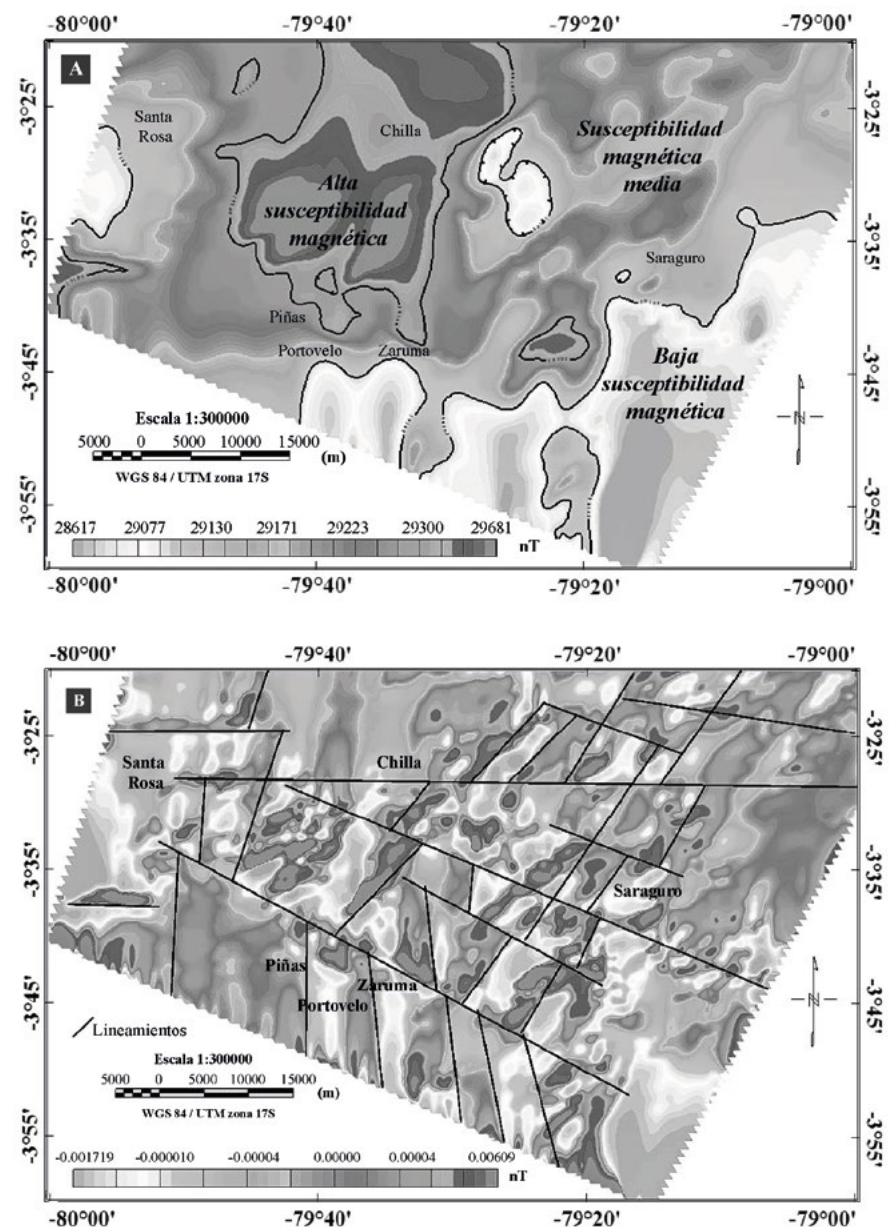 -80°00' -79°40' -79°20' -79°00'
A
-3°25' -3°25'
Santa
Rosa
Chilla
Susceptibilidad
magnética
media
Alta
susceptibilidad
magnética
-3°35' -3°35'
Saraguro
Piñas
Portovelo Zaruma
-3°45' -3°45'
Baja
susceptibilidad
magnética
Escala 1:300000
5000 0 5000 10000 15000
(m)
WGS 84 / UTM zona 17S
N
-3°55' -3°55'
28617 29077 29130 29171 29223 29300 29681
nT
-80°00' -79°40' -79°20' -79°00'
-80°00' -79°40' -79°20' -79°00'
B
-3°25' -3°25'
Santa
Rosa
Chilla
-3°35' -3°35'
Saraguro
Piñas
Zaruma
Portovelo
-3°45' -3°45'
Lineamientos
Escala 1:300000
5000 0 5000 10000 15000
(m)
WGS 84 / UTM zona 17S
N
-3°55' -3°55'
-0.001719 -0.000010 -0.00004 0.00000 0.00004 0.00609
nT
-80°00' -79°40' -79°20' -79°00'